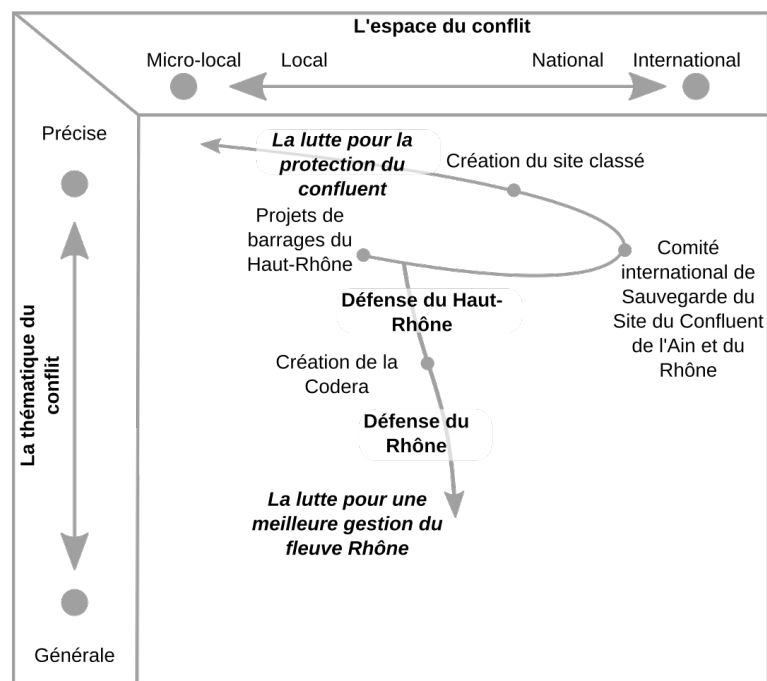 L'espace du conflit
Micro-local
Local
National
International
Précise
La thématique du
conflit
Générale
La lutte pour la
protection du
confluent
Création du site classé
Projets de
barrages du
Haut-Rhône
Comité
international de
Sauvegarde du
Site du Confluent
de l'Ain et du
Rhône
Défense du Haut-
Rhône
Création de la
Codera
Défense du
Rhône
La lutte pour une
meilleure gestion du
fleuve Rhône